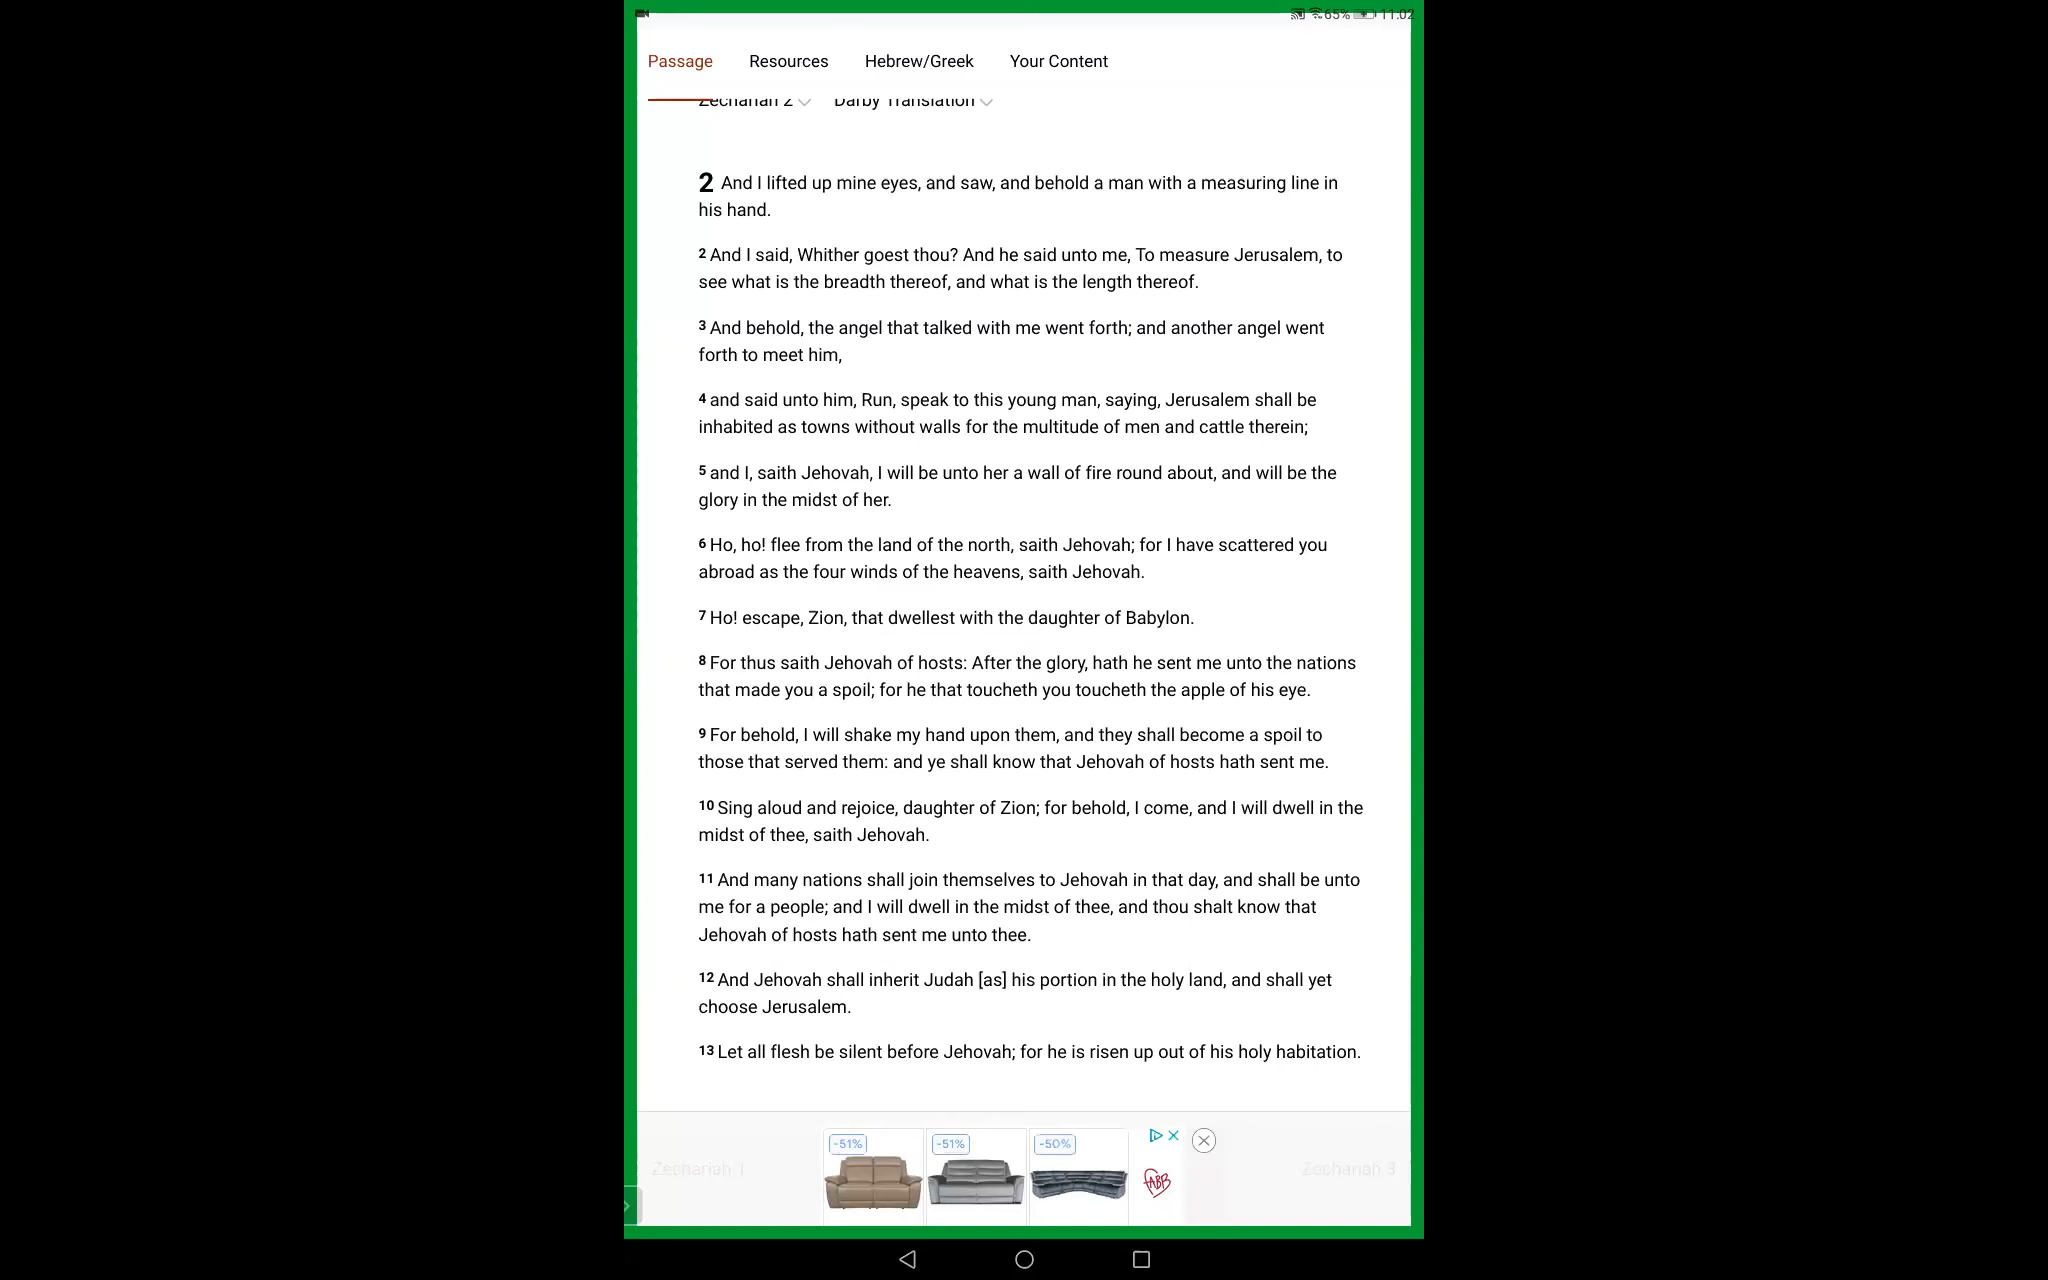 65% 11:02
Passage Resources Hebrew/Greek Your Content
Zechariah 2 Darby Translation
2 And I lifted up mine eyes, and saw, and behold a man with a measuring line in
his hand.
2 And I said, Whither goest thou? And he said unto me, To measure Jerusalem, to
see what is the breadth thereof, and what is the length thereof.
3 And behold, the angel that talked with me went forth; and another angel went
forth to meet him,
4 and said unto him, Run, speak to this young man, saying, Jerusalem shall be
inhabited as towns without walls for the multitude of men and cattle therein;
5 and I, saith Jehovah, I will be unto her a wall of fire round about, and will be the
glory in the midst of her.
6 Ho, ho! flee from the land of the north, saith Jehovah; for I have scattered you
abroad as the four winds of the heavens, saith Jehovah.
7 Ho! escape, Zion, that dwellest with the daughter of Babylon.
8 For thus saith Jehovah of hosts: After the glory, hath he sent me unto the nations
that made you a spoil; for he that toucheth you toucheth the apple of his eye.
9 For behold, I will shake my hand upon them, and they shall become a spoil to
those that served them: and ye shall know that Jehovah of hosts hath sent me.
10 Sing aloud and rejoice, daughter of Zion; for behold, I come, and I will dwell in the
midst of thee, saith Jehovah.
11 And many nations shall join themselves to Jehovah in that day, and shall be unto
me for a people; and I will dwell in the midst of thee, and thou shalt know that
Jehovah of hosts hath sent me unto thee.
12 And Jehovah shall inherit Judah [as] his portion in the holy land, and shall yet
choose Jerusalem.
13 Let all flesh be silent before Jehovah; for he is risen up out of his holy habitation.
-51% -51% -50%
Zechariah 1 ABB Zechariah 3